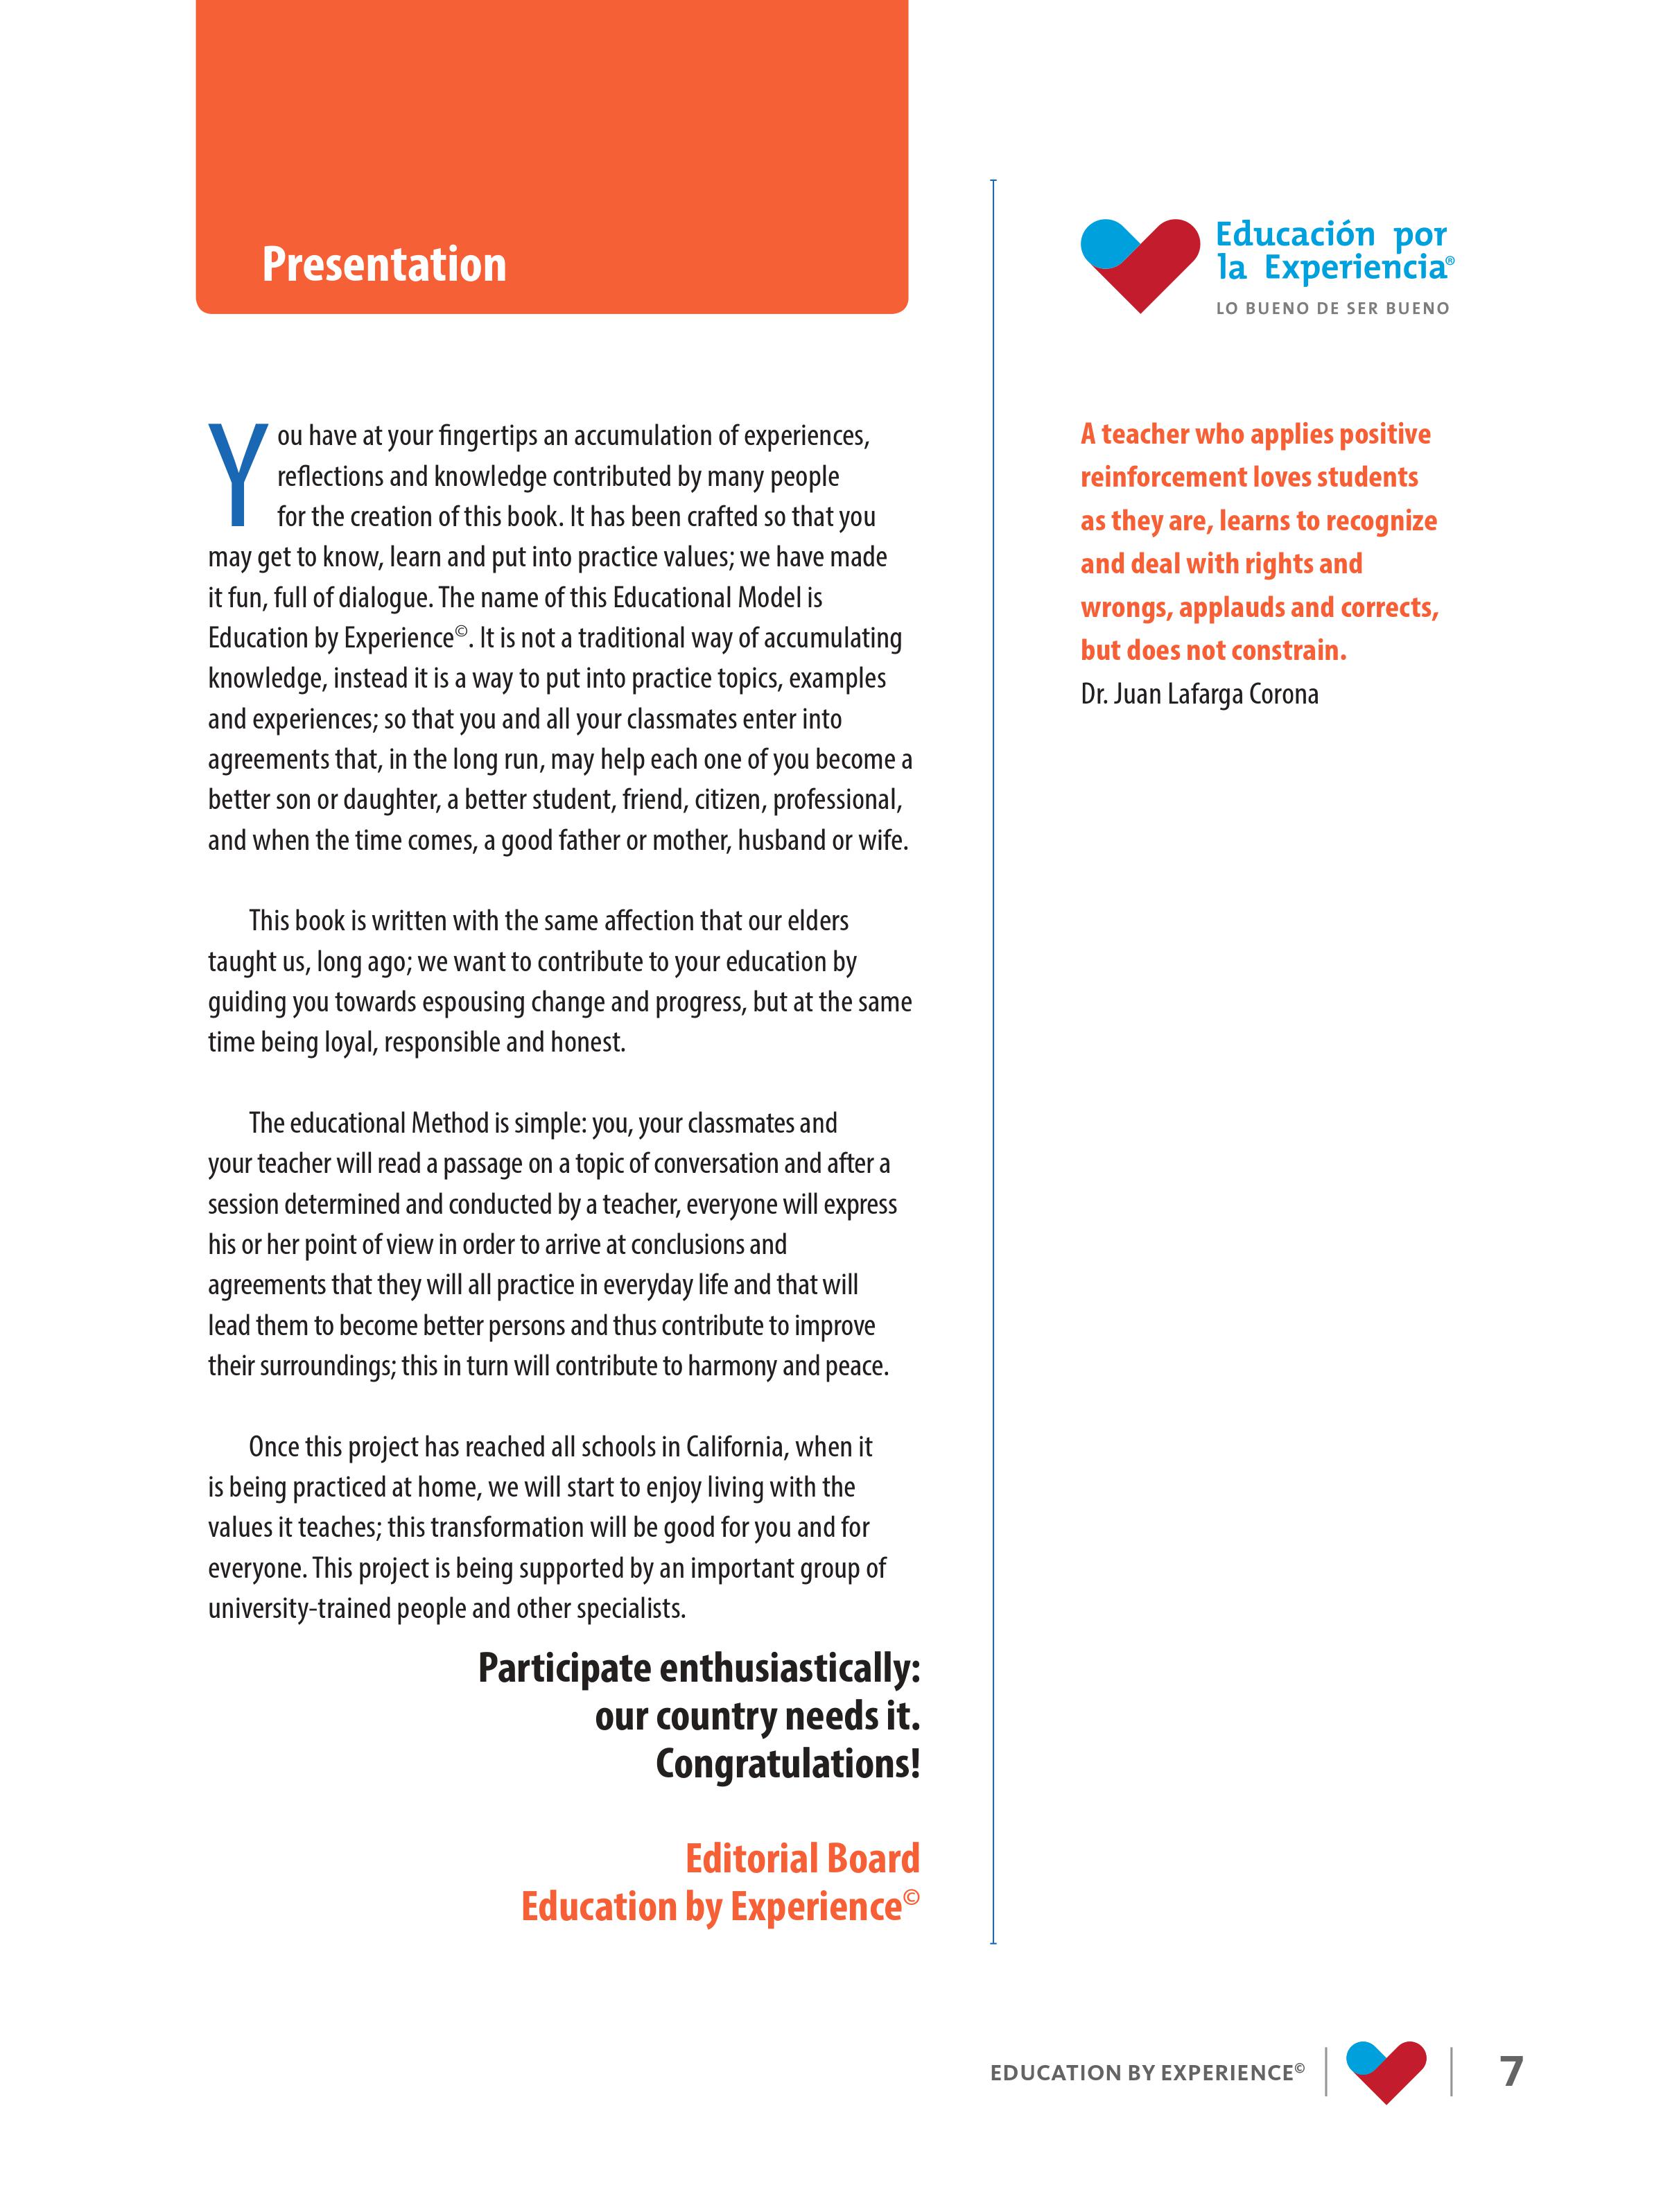 Presentation
You have at your fingertips an accumulation of experiences,
reflections and knowledge contributed by many people
for the creation of this book. It has been crafted so that you
may get to know, learn and put into practice values; we have made
it fun, full of dialogue. The name of this Educational Model is
Education by Experience©. It is not a traditional way of accumulating
knowledge, instead it is a way to put into practice topics, examples
and experiences; so that you and all your classmates enter into
agreements that, in the long run, may help each one of you become a
better son or daughter, a better student, friend, citizen, professional,
and when the time comes, a good father or mother, husband or wife.
This book is written with the same affection that our elders
taught us, long ago; we want to contribute to your education by
guiding you towards espousing change and progress, but at the same
time being loyal, responsible and honest.
The educational Method is simple: you, your classmates and
your teacher will read a passage on a topic of conversation and after a
session determined and conducted by a teacher, everyone will express
his or her point of view in order to arrive at conclusions and
agreements that they will all practice in everyday life and that will
lead them to become better persons and thus contribute to improve
their surroundings; this in turn will contribute to harmony and peace.
Once this project has reached all schools in California, when it
is being practiced at home, we will start to enjoy living with the
values it teaches; this transformation will be good for you and for
everyone. This project is being supported by an important group of
university-trained people and other specialists.
Participate enthusiastically:
our country needs it.
Congratulations!
Editorial Board
Education by Experience©
Educación por
la Experiencia®
LO BUENO DE SER BUENO
A teacher who applies positive
reinforcement loves students
as they are, learns to recognize
and deal with rights and
wrongs, applauds and corrects,
but does not constrain.
Dr. Juan Lafarga Corona
EDUCATION BY EXPERIENCE©
7